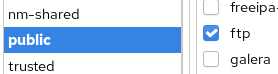 nm-shared
public
trusted
freeipa-
ftp
galera